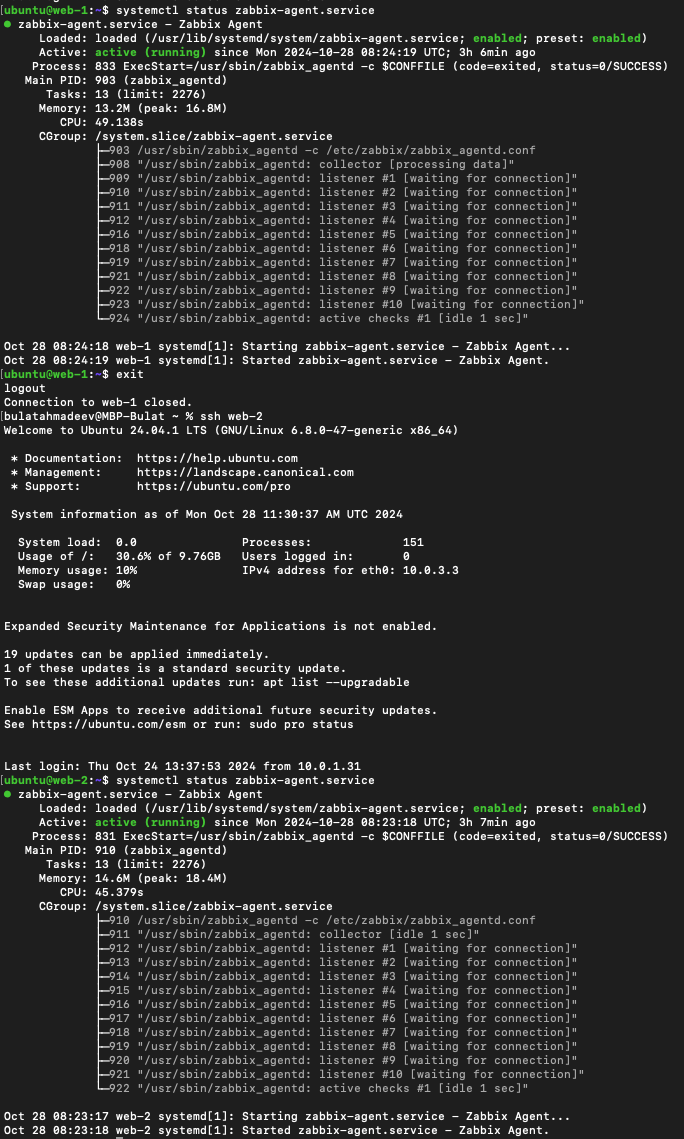 [ubuntu@web-1:~$ systemctl status zabbix-agent.service
● zabbix-agent.service - Zabbix Agent
     Loaded: loaded (/usr/lib/systemd/system/zabbix-agent.service; enabled; preset: enabled)
     Active: active (running) since Mon 2024-10-28 08:24:19 UTC; 3h 6min ago
    Process: 833 ExecStart=/usr/sbin/zabbix_agentd -c $CONFFILE (code=exited, status=0/SUCCESS)
   Main PID: 903 (zabbix_agentd)
      Tasks: 13 (limit: 2276)
     Memory: 13.2M (peak: 16.8M)
        CPU: 49.138s
     CGroup: /system.slice/zabbix-agent.service
             ├─903 /usr/sbin/zabbix_agentd -c /etc/zabbix/zabbix_agentd.conf
             ├─908 "/usr/sbin/zabbix_agentd: collector [processing data]"
             ├─909 "/usr/sbin/zabbix_agentd: listener #1 [waiting for connection]"
             ├─910 "/usr/sbin/zabbix_agentd: listener #2 [waiting for connection]"
             ├─911 "/usr/sbin/zabbix_agentd: listener #3 [waiting for connection]"
             ├─912 "/usr/sbin/zabbix_agentd: listener #4 [waiting for connection]"
             ├─916 "/usr/sbin/zabbix_agentd: listener #5 [waiting for connection]"
             ├─918 "/usr/sbin/zabbix_agentd: listener #6 [waiting for connection]"
             ├─919 "/usr/sbin/zabbix_agentd: listener #7 [waiting for connection]"
             ├─921 "/usr/sbin/zabbix_agentd: listener #8 [waiting for connection]"
             ├─922 "/usr/sbin/zabbix_agentd: listener #9 [waiting for connection]"
             ├─923 "/usr/sbin/zabbix_agentd: listener #10 [waiting for connection]"
             └─924 "/usr/sbin/zabbix_agentd: active checks #1 [idle 1 sec]"
Oct 28 08:24:18 web-1 systemd[1]: Starting zabbix-agent.service - Zabbix Agent...
Oct 28 08:24:19 web-1 systemd[1]: Started zabbix-agent.service - Zabbix Agent.
[ubuntu@web-1:~$ exit
logout
Connection to web-1 closed.
[bulatahmadeev@MBP-Bulat ~ % ssh web-2
Welcome to Ubuntu 24.04.1 LTS (GNU/Linux 6.8.0-47-generic x86_64)
 * Documentation:  https://help.ubuntu.com
 * Management:     https://landscape.canonical.com
 * Support:        https://ubuntu.com/pro
 System information as of Mon Oct 28 11:30:37 AM UTC 2024
  System load:  0.0               Processes:             151
  Usage of /:   30.6% of 9.76GB   Users logged in:       0
  Memory usage: 10%               IPv4 address for eth0: 10.0.3.3
  Swap usage:   0%
Expanded Security Maintenance for Applications is not enabled.
19 updates can be applied immediately.
1 of these updates is a standard security update.
To see these additional updates run: apt list --upgradable
Enable ESM Apps to receive additional future security updates.
See https://ubuntu.com/esm or run: sudo pro status
Last login: Thu Oct 24 13:37:53 2024 from 10.0.1.31
[ubuntu@web-2:~$ systemctl status zabbix-agent.service
● zabbix-agent.service - Zabbix Agent
     Loaded: loaded (/usr/lib/systemd/system/zabbix-agent.service; enabled; preset: enabled)
     Active: active (running) since Mon 2024-10-28 08:23:18 UTC; 3h 7min ago
    Process: 831 ExecStart=/usr/sbin/zabbix_agentd -c $CONFFILE (code=exited, status=0/SUCCESS)
   Main PID: 910 (zabbix_agentd)
      Tasks: 13 (limit: 2276)
     Memory: 14.6M (peak: 18.4M)
        CPU: 45.379s
     CGroup: /system.slice/zabbix-agent.service
             ├─910 /usr/sbin/zabbix_agentd -c /etc/zabbix/zabbix_agentd.conf
             ├─911 "/usr/sbin/zabbix_agentd: collector [idle 1 sec]"
             ├─912 "/usr/sbin/zabbix_agentd: listener #1 [waiting for connection]"
             ├─913 "/usr/sbin/zabbix_agentd: listener #2 [waiting for connection]"
             ├─914 "/usr/sbin/zabbix_agentd: listener #3 [waiting for connection]"
             ├─915 "/usr/sbin/zabbix_agentd: listener #4 [waiting for connection]"
             ├─916 "/usr/sbin/zabbix_agentd: listener #5 [waiting for connection]"
             ├─917 "/usr/sbin/zabbix_agentd: listener #6 [waiting for connection]"
             ├─918 "/usr/sbin/zabbix_agentd: listener #7 [waiting for connection]"
             ├─919 "/usr/sbin/zabbix_agentd: listener #8 [waiting for connection]"
             ├─920 "/usr/sbin/zabbix_agentd: listener #9 [waiting for connection]"
             ├─921 "/usr/sbin/zabbix_agentd: listener #10 [waiting for connection]"
             └─922 "/usr/sbin/zabbix_agentd: active checks #1 [idle 1 sec]"
Oct 28 08:23:17 web-2 systemd[1]: Starting zabbix-agent.service - Zabbix Agent...
Oct 28 08:23:18 web-2 systemd[1]: Started zabbix-agent.service - Zabbix Agent.